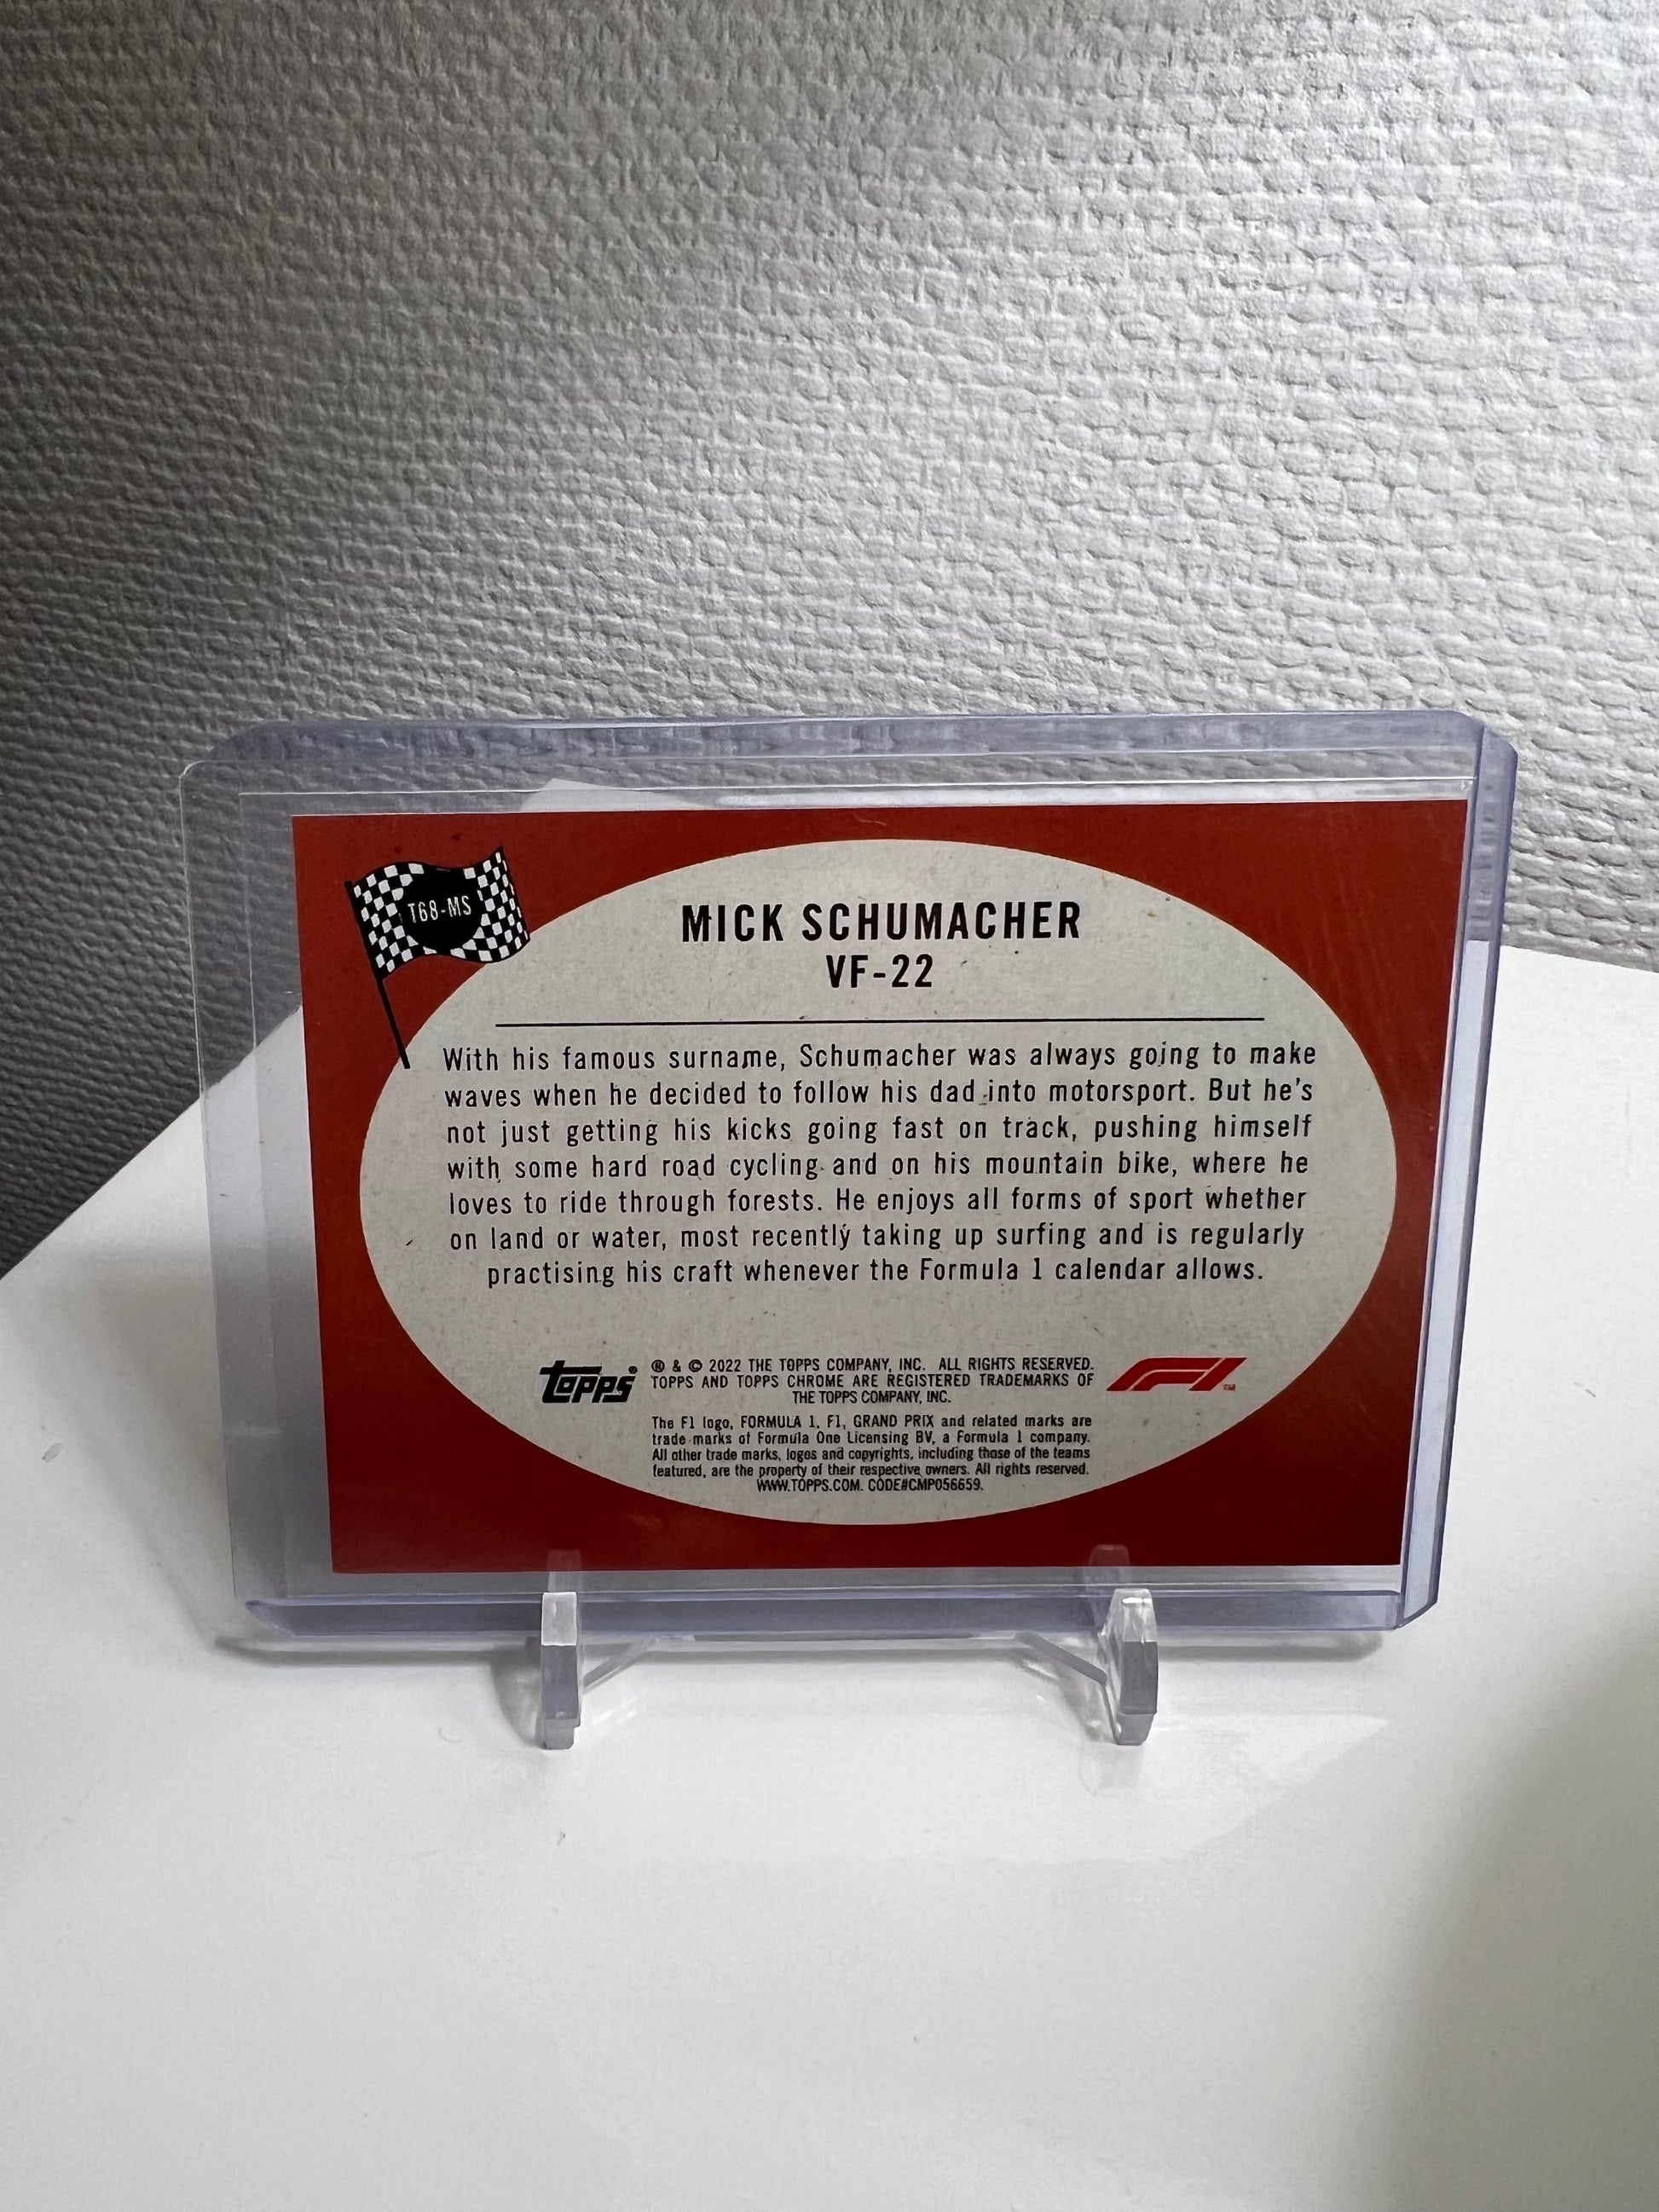 T68-MS
MICK SCHUMACHER
VF-22
With his famous surname, Schumacher was always going to make
waves when he decided to follow his dad into motorsport. But he's
not just getting his kicks going fast on track, pushing himself
with some hard road cycling and on his mountain bike, where he
loves to ride through forests. He enjoys all forms of sport whether
on land or water, most recently taking up surfing and is regularly
practising his craft whenever the Formula 1 calendar allows.
topps®
® & © 2022 THE TOPPS COMPANY, INC. ALL RIGHTS RESERVED.
TOPPS AND TOPPS CHROME ARE REGISTERED TRADEMARKS OF
THE TOPPS COMPANY, INC.
F1™
The F1 logo, FORMULA 1, F1, GRAND PRIX and related marks are
trade marks of Formula One Licensing BV, a Formula 1 company.
All other trade marks, logos and copyrights, including those of the teams
featured, are the property of their respective owners. All rights reserved.
WWW.TOPPS.COM. CODE#CMP056659.